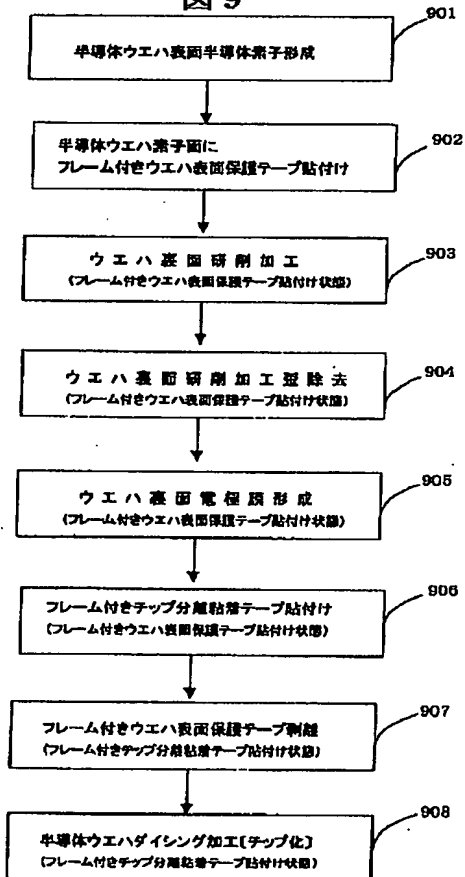 図9
901
半導体ウエハ表面半導体素子形成
902
半導体ウエハ素子面に
フレーム付きウエハ表面保護テープ貼付け
903
ウエハ裏面研削加工
(フレーム付きウエハ表面保護テープ貼付け状態)
904
ウエハ裏面研削加工歪除去
(フレーム付きウエハ表面保護テープ貼付け状態)
905
ウエハ裏面電極膜形成
(フレーム付きウエハ表面保護テープ貼付け状態)
906
フレーム付きチップ分離粘着テープ貼付け
(フレーム付きウエハ表面保護テープ貼付け状態)
907
フレーム付きウエハ表面保護テープ剥離
(フレーム付きチップ分離粘着テープ貼付け状態)
908
半導体ウエハダイシング加工[チップ化]
(フレーム付きチップ分離粘着テープ貼付け状態)